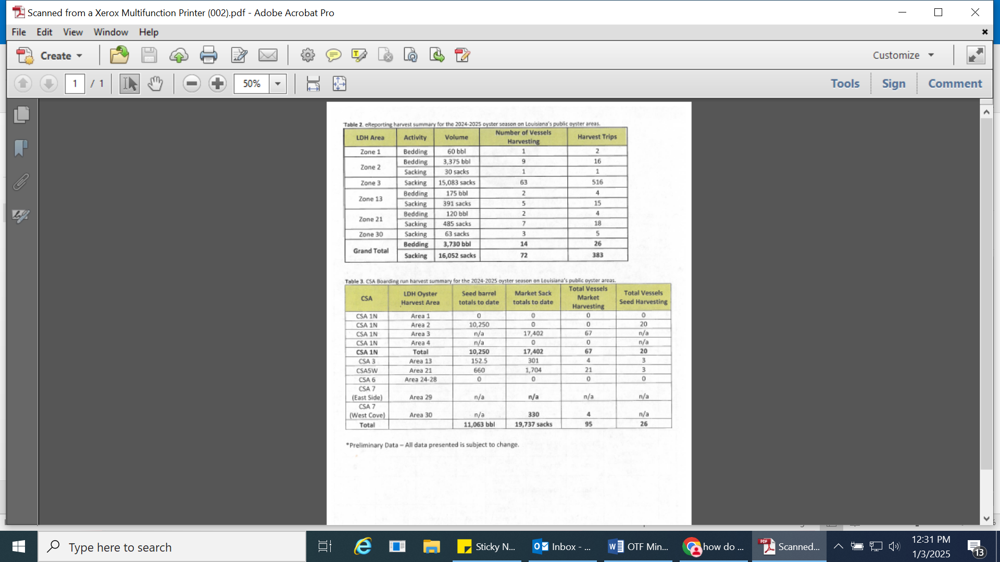 Scanned from a Xerox Multifunction Printer (002).pdf - Adobe Acrobat Pro
File Edit View Window Help
Create Customize
1 / 1 50% Tools Sign Comment
Table 2. eReporting harvest summary for the 2024-2025 oyster season on Louisiana's public oyster areas.
LDH Area Activity Volume Number of Vessels Harvesting Harvest Trips
Zone 1 Bedding 60 bbl 1 2
Zone 2 Bedding 3,375 bbl 9 16
Sacking 30 sacks 1 1
Zone 3 Sacking 15,083 sacks 63 516
Zone 13 Bedding 175 bbl 2 4
Sacking 391 sacks 5 15
Zone 21 Bedding 120 bbl 2 4
Sacking 485 sacks 7 18
Zone 30 Sacking 63 sacks 3 5
Grand Total Bedding 3,730 bbl 14 26
Sacking 16,052 sacks 72 383
Table 3. CSA Boarding run harvest summary for the 2024-2025 oyster season on Louisiana's public oyster areas.
CSA LDH Oyster Harvest Area Seed barrel totals to date Market Sack totals to date Total Vessels Market Harvesting Total Vessels Seed Harvesting
CSA 1N Area 1 0 0 0 0
CSA 1N Area 2 10,250 0 0 20
CSA 1N Area 3 n/a 17,402 67 n/a
CSA 1N Area 4 n/a 0 0 n/a
CSA 1N Total 10,250 17,402 67 20
CSA 3 Area 13 152.5 301 4 3
CSA5W Area 21 660 1,704 21 3
CSA 6 Area 24-28 0 0 0 0
CSA 7
(East Side) Area 29 n/a n/a n/a n/a
CSA 7
(West Cove) Area 30 n/a 330 4 n/a
Total 11,063 bbl 19,737 sacks 95 26
*Preliminary Data – All data presented is subject to change.
Type here to search
Sticky N... Inbox - ... OTF Min... how do ... Scanned...
12:31 PM
1/3/2025
13